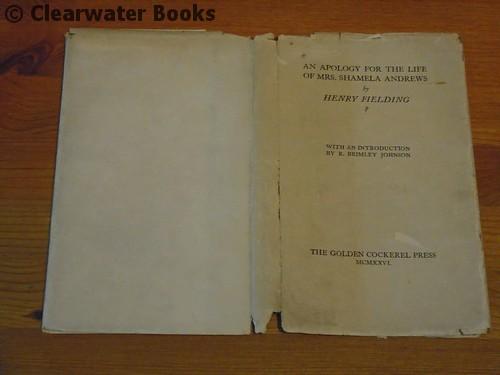 © Clearwater Books
AN APOLOGY FOR THE LIFE
OF MRS. SHAMELA ANDREWS
by
HENRY FIELDING
?
WITH AN INTRODUCTION
BY R. BRIMLEY JOHNSON
THE GOLDEN COCKEREL PRESS
MCMXXVI.